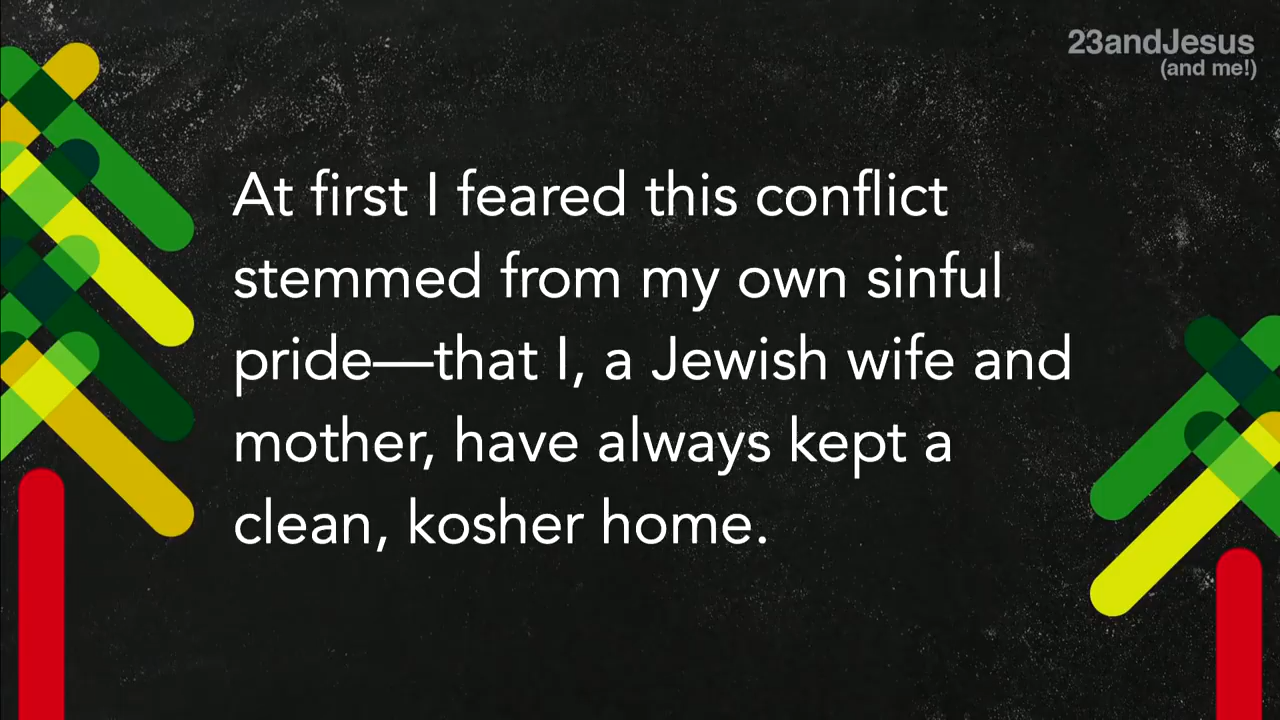 23andJesus
(and me!)
At first I feared this conflict
stemmed from my own sinful
pride—that I, a Jewish wife and
mother, have always kept a
clean, kosher home.